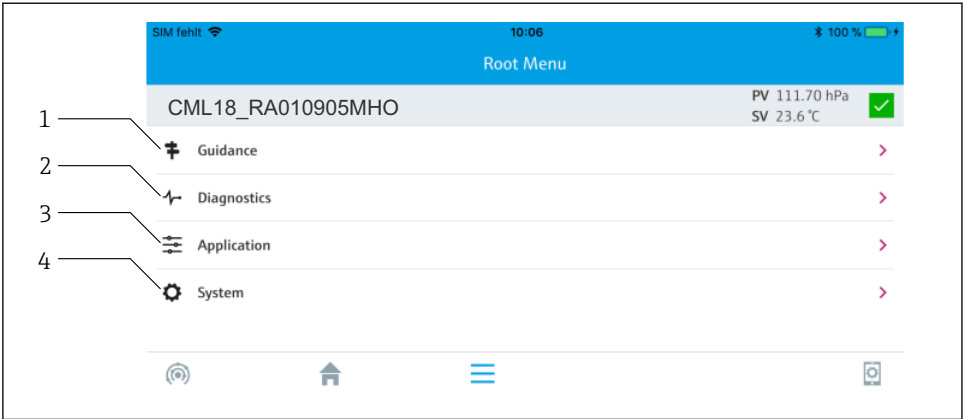 SIM fehlt 10:06 100 %
Root Menu
CML18_RA010905MHO
PV 111.70 hPa
SV 23.6 °C
1 Guidance
2 Diagnostics
3 Application
4 System